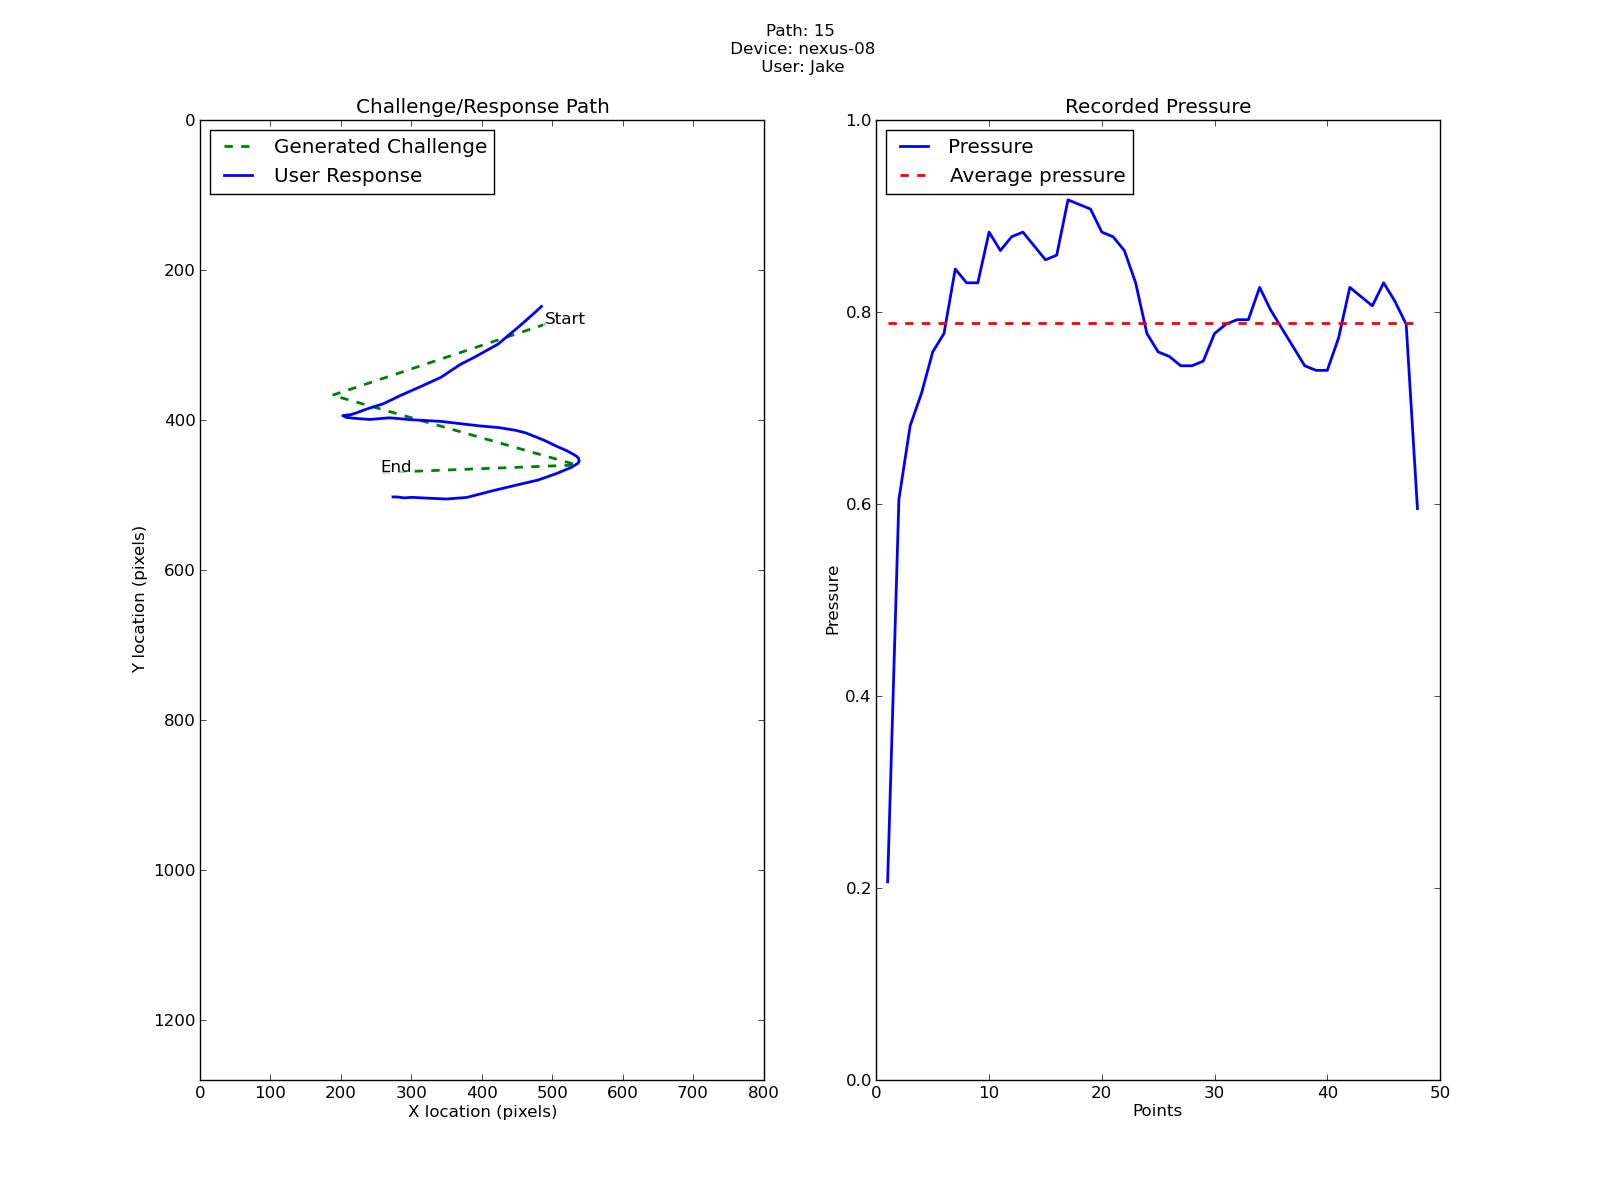 Path: 15
Device: nexus-08
User: Jake
Challenge/Response Path
Generated Challenge
User Response
Start
End
0
200
400
600
800
1000
1200
Y location (pixels)
0 100 200 300 400 500 600 700 800
X location (pixels)
Recorded Pressure
Pressure
Average pressure
1.0
0.8
0.6
0.4
0.2
0.0
Pressure
0 10 20 30 40 50
Points